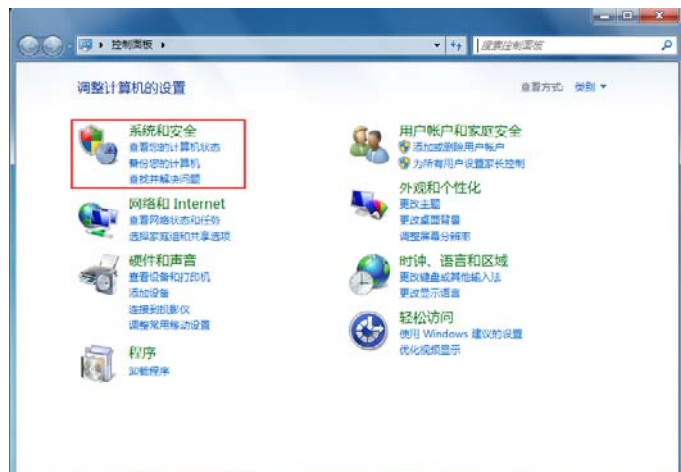 控制面板
搜索控制面板
调整计算机的设置
查看方式: 类别
系统和安全
查看您的计算机状态
备份您的计算机
查找并解决问题
网络和 Internet
查看网络状态和任务
选择家庭组和共享选项
硬件和声音
查看设备和打印机
添加设备
连接到投影仪
调整常用移动设置
程序
卸载程序
用户帐户和家庭安全
添加或删除用户帐户
为所有用户设置家长控制
外观和个性化
更改主题
更改桌面背景
调整屏幕分辨率
时钟、语言和区域
更改键盘或其他输入法
更改显示语言
轻松访问
使用 Windows 建议的设置
优化视频显示